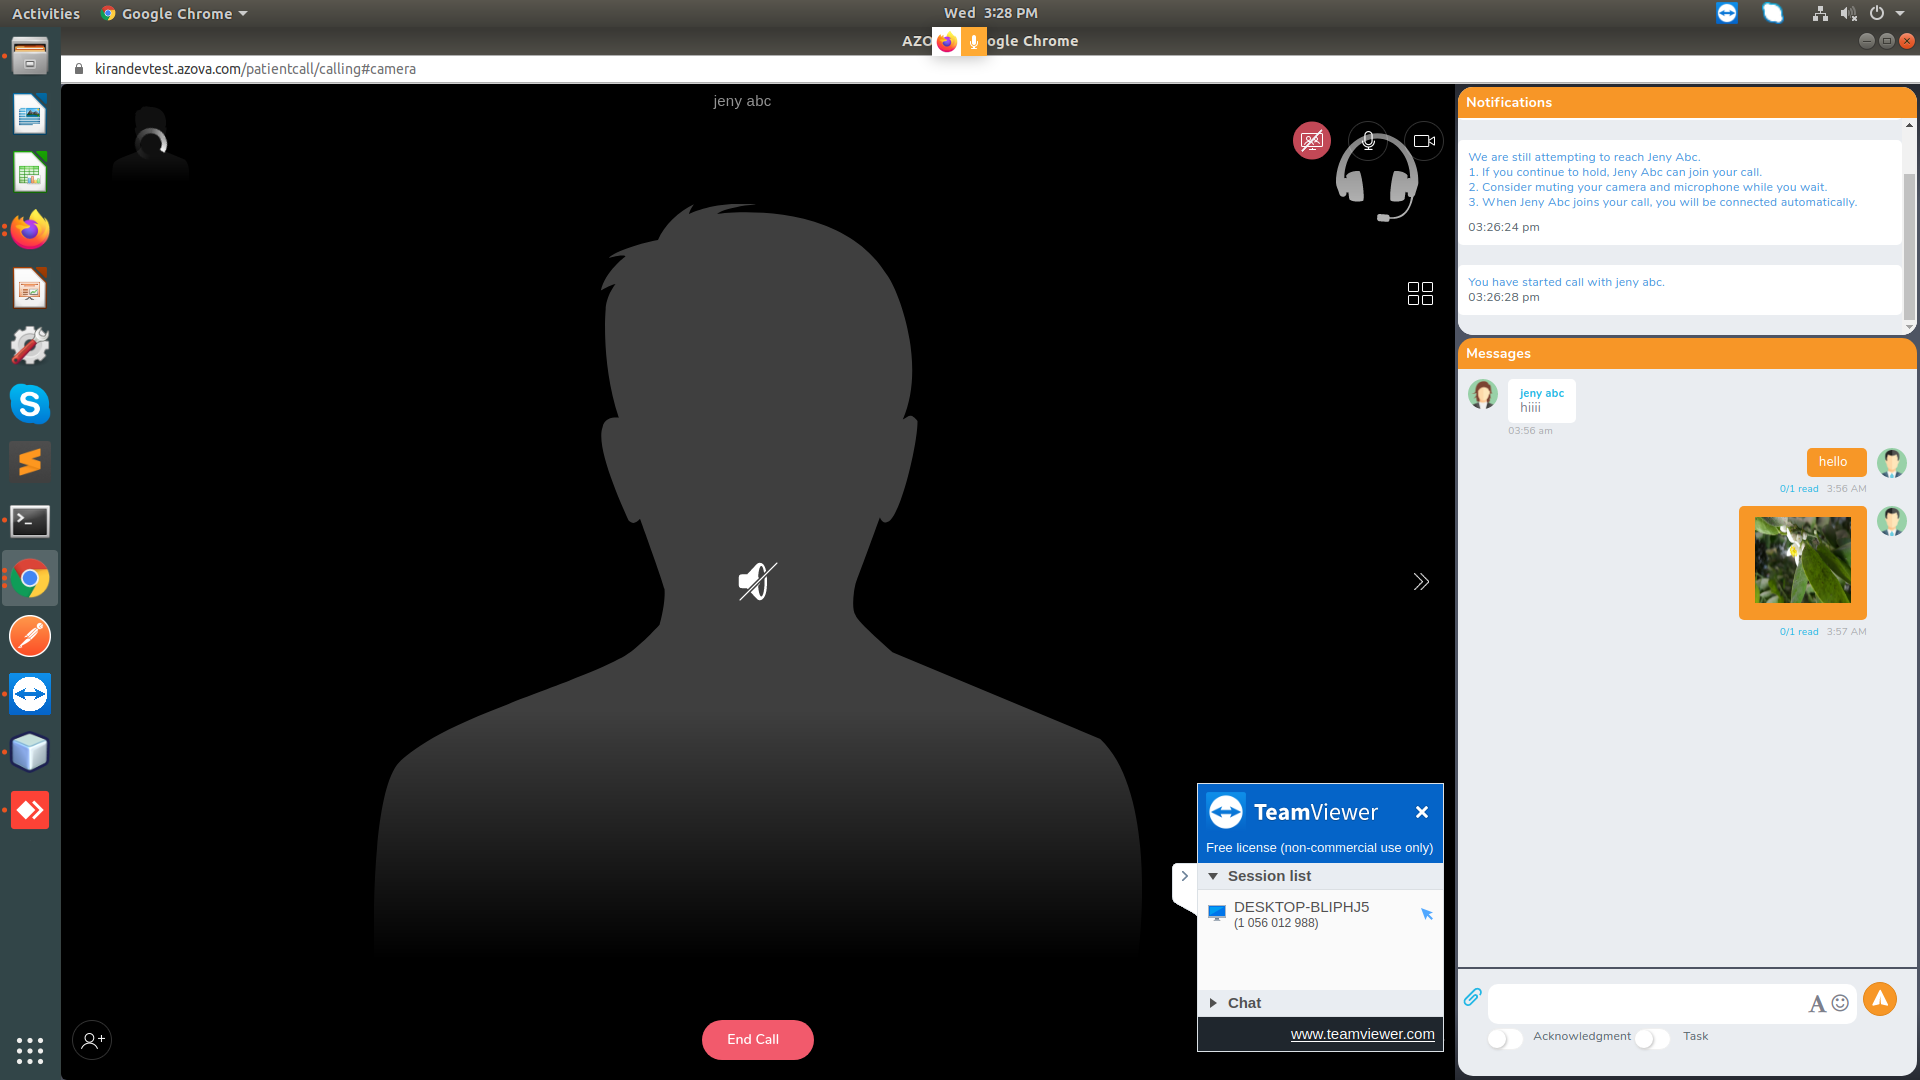 Activities
Google Chrome
Wed 3:28 PM
AZO
ogle Chrome
kirandevtest.azova.com/patientcall/calling#camera
jeny abc
Notifications
We are still attempting to reach Jeny Abc.
1. If you continue to hold, Jeny Abc can join your call.
2. Consider muting your camera and microphone while you wait.
3. When Jeny Abc joins your call, you will be connected automatically.
03:26:24 pm
You have started call with jeny abc.
03:26:28 pm
Messages
jeny abc
hiiii
03:56 am
hello
0/1 read 3:56 AM
0/1 read 3:57 AM
TeamViewer
Free license (non-commercial use only)
Session list
DESKTOP-BLIPHJ5
(1 056 012 988)
Chat
www.teamviewer.com
End Call
Acknowledgment
Task